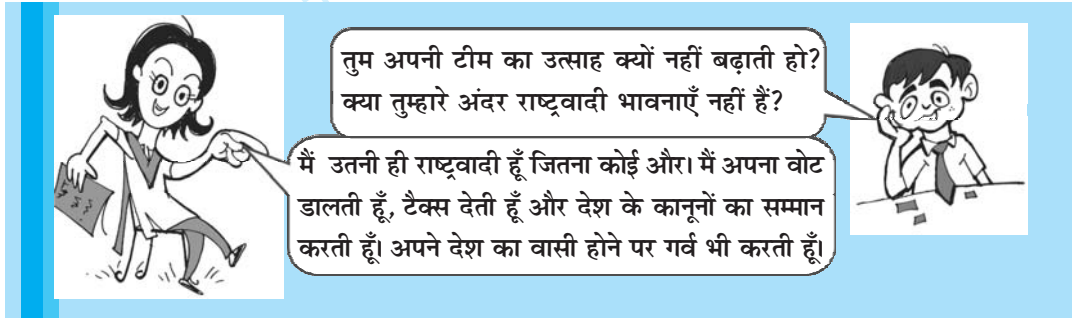 तुम अपनी टीम का उत्साह क्यों नहीं बढ़ाती हो?
क्या तुम्हारे अंदर राष्ट्रवादी भावनाएँ नहीं हैं?
मैं उतनी ही राष्ट्रवादी हूँ जितना कोई और। मैं अपना वोट
डालती हूँ, टैक्स देती हूँ और देश के कानूनों का सम्मान
करती हूँ। अपने देश का वासी होने पर गर्व भी करती हूँ।